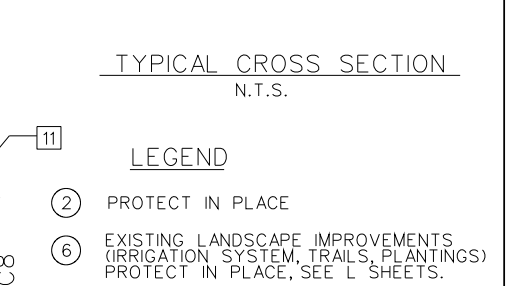 TYPICAL CROSS SECTION
N.T.S.
11
LEGEND
2 PROTECT IN PLACE
6 EXISTING LANDSCAPE IMPROVEMENTS
(IRRIGATION SYSTEM, TRAILS, PLANTINGS)
PROTECT IN PLACE, SEE L SHEETS.